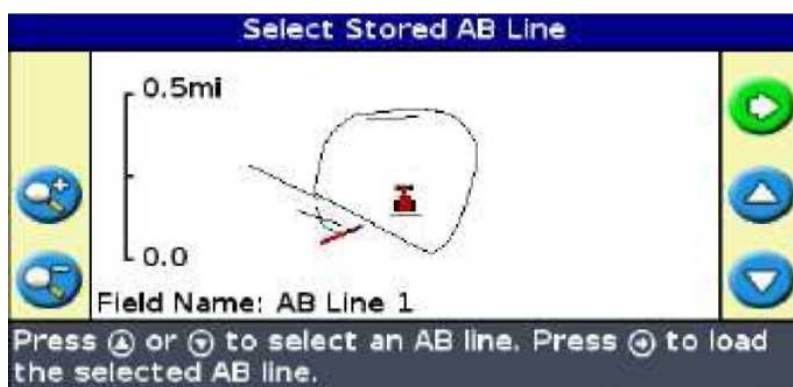 Select Stored AB Line
0.5mi
0.0
Field Name: AB Line 1
Press or to select an AB line. Press to load
the selected AB line.